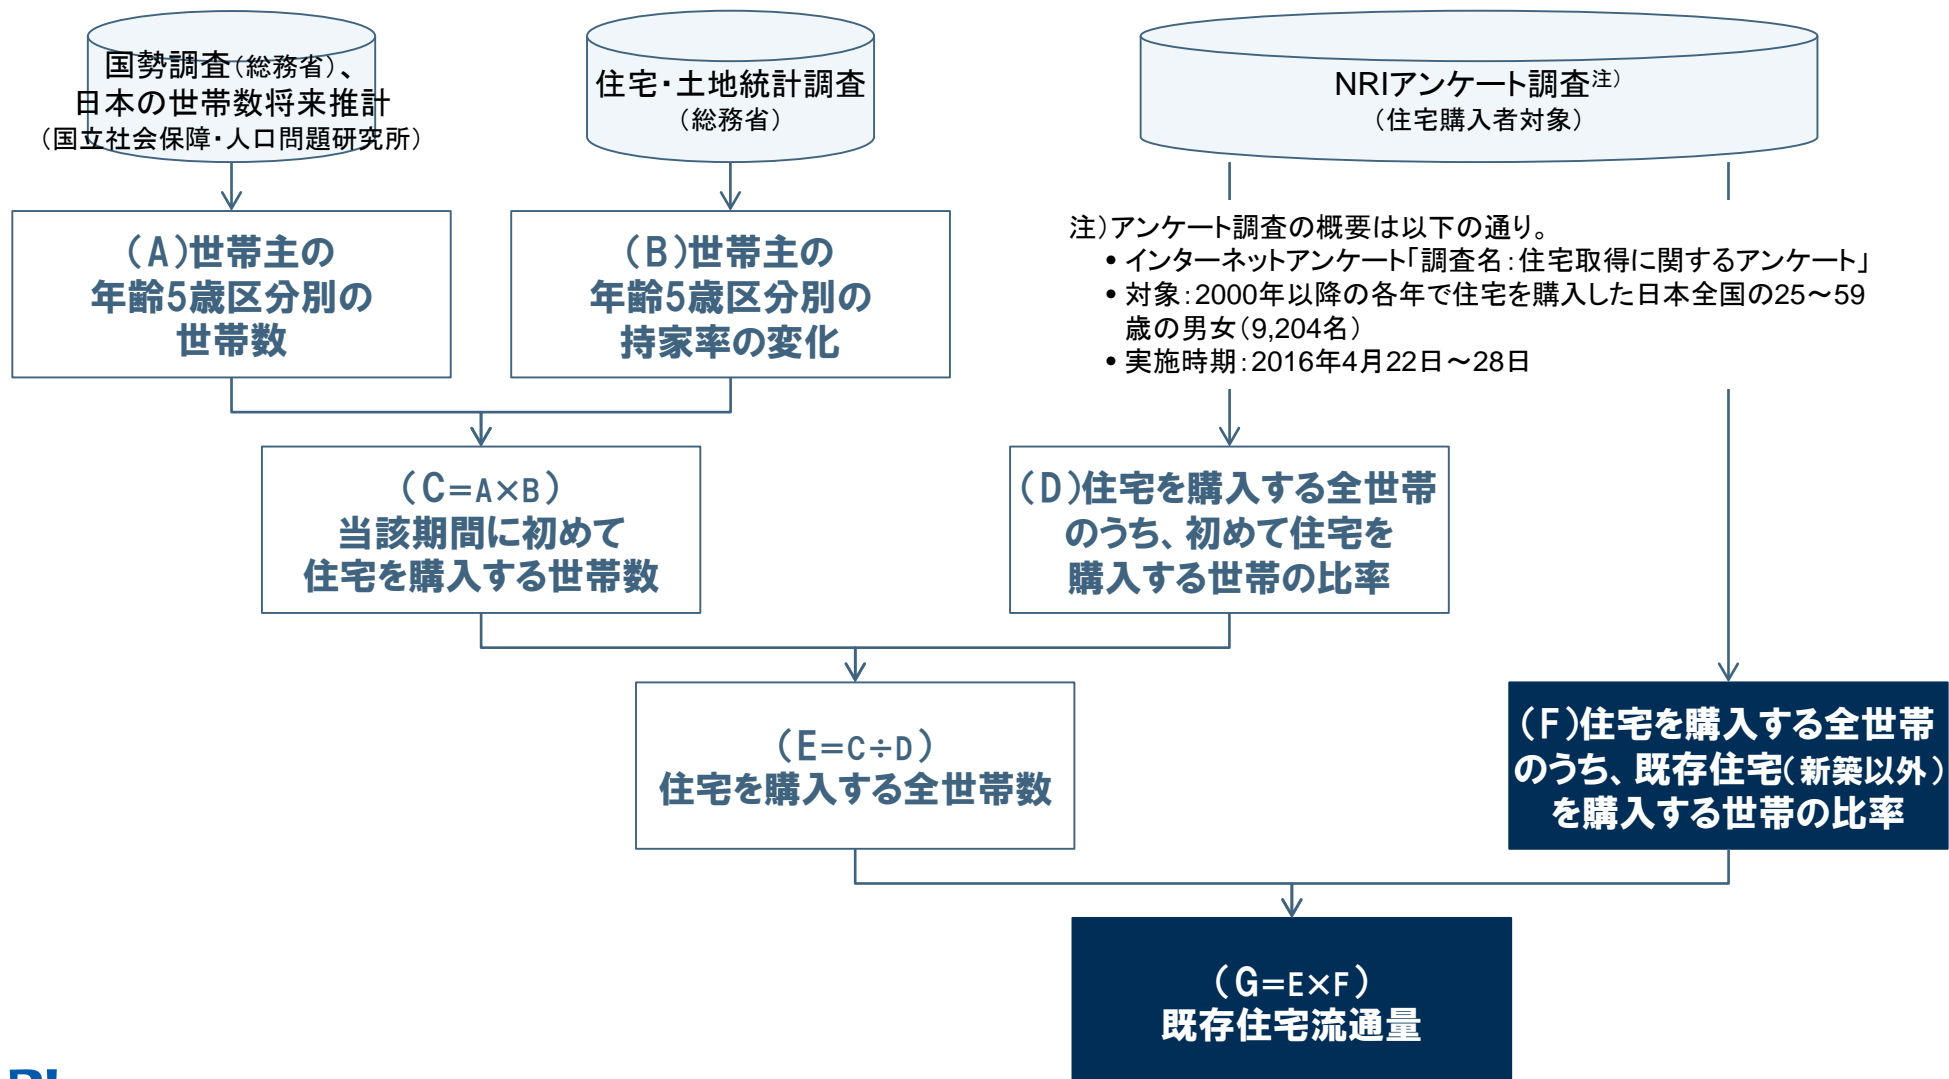 国勢調査（総務省）、
日本の世帯数将来推計
（国立社会保障・人口問題研究所）
住宅・土地統計調査
（総務省）
NRIアンケート調査注）
（住宅購入者対象）
（A）世帯主の
年齢5歳区分別の
世帯数
（B）世帯主の
年齢5歳区分別の
持家率の変化
注）アンケート調査の概要は以下の通り。
• インターネットアンケート「調査名：住宅取得に関するアンケート」
• 対象：2000年以降の各年で住宅を購入した日本全国の25～59
歳の男女（9,204名）
• 実施時期：2016年4月22日～28日
（C＝A×B）
当該期間に初めて
住宅を購入する世帯数
（D）住宅を購入する全世帯
のうち、初めて住宅を
購入する世帯の比率
（E＝C÷D）
住宅を購入する全世帯数
（F）住宅を購入する全世帯
のうち、既存住宅（新築以外）
を購入する世帯の比率
（G＝E×F）
既存住宅流通量